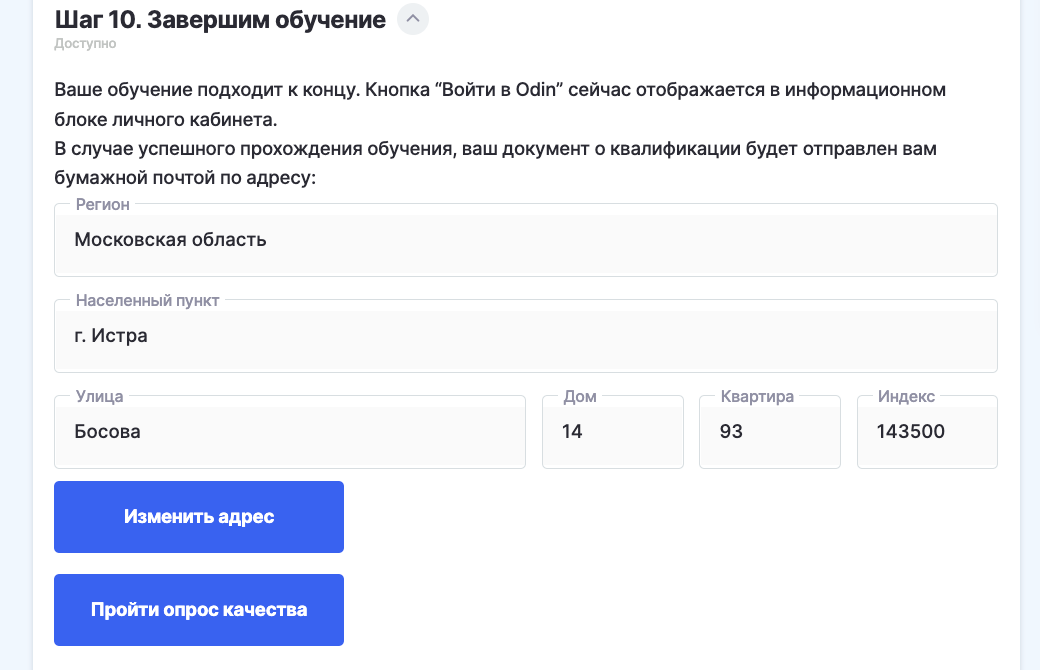 Шаг 10. Завершим обучение
Доступно
Ваше обучение подходит к концу. Кнопка “Войти в Odin” сейчас отображается в информационном
блоке личного кабинета.
В случае успешного прохождения обучения, ваш документ о квалификации будет отправлен вам
бумажной почтой по адресу:
Регион
Московская область
Населенный пункт
г. Истра
Улица Дом Квартира Индекс
Босова 14 93 143500
Изменить адрес
Пройти опрос качества